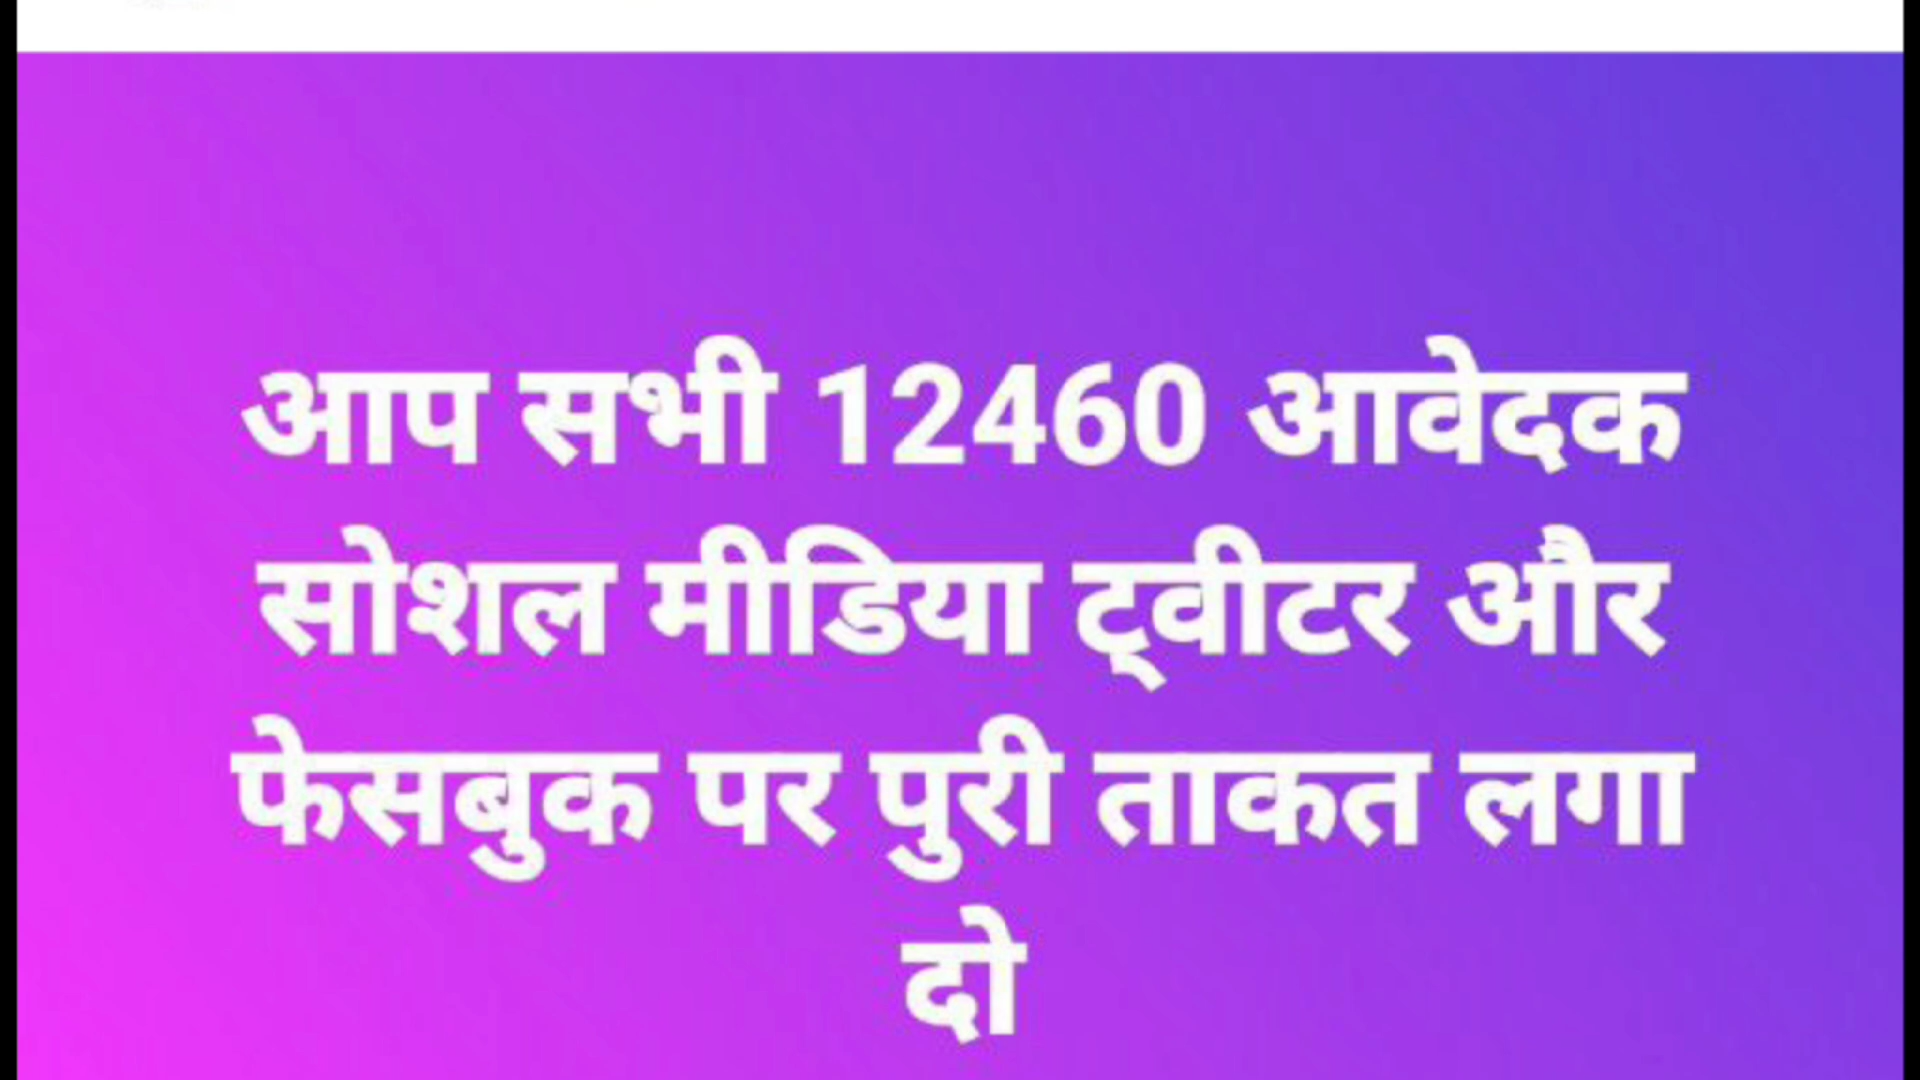 आप सभी 12460 आवेदक
सोशल मीडिया ट्वीटर और
फेसबुक पर पुरी ताकत लगा
दो